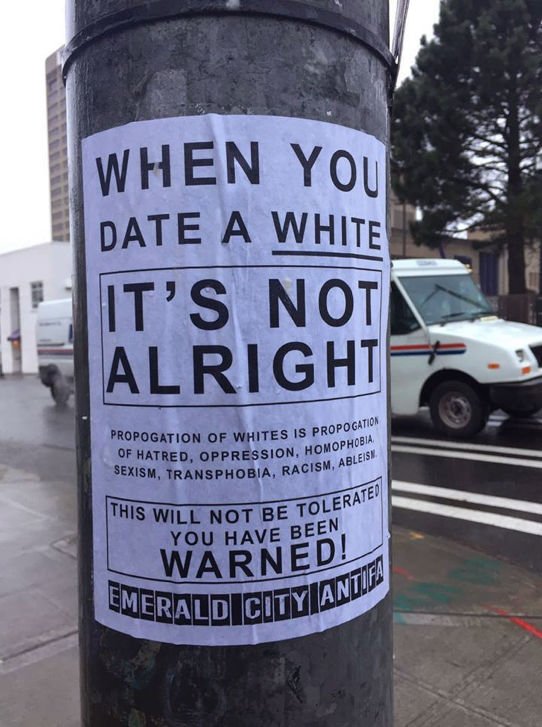 WHEN YOU
DATE A WHITE
IT'S NOT
ALRIGHT
PROPOGATION OF WHITES IS PROPOGATION
OF HATRED, OPPRESSION, HOMOPHOBIA,
SEXISM, TRANSPHOBIA, RACISM, ABLEISM.
THIS WILL NOT BE TOLERATED
YOU HAVE BEEN
WARNED!
EMERALD CITY ANTIFA